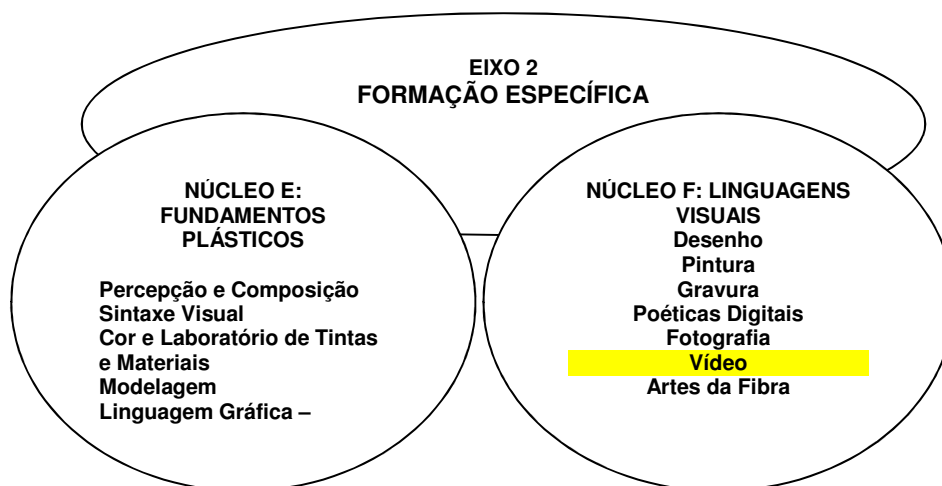 EIXO 2
FORMAÇÃO ESPECÍFICA
NÚCLEO E:
FUNDAMENTOS
PLÁSTICOS
Percepção e Composição
Sintaxe Visual
Cor e Laboratório de Tintas
e Materiais
Modelagem
Linguagem Gráfica –
NÚCLEO F: LINGUAGENS
VISUAIS
Desenho
Pintura
Gravura
Poéticas Digitais
Fotografia
Vídeo
Artes da Fibra